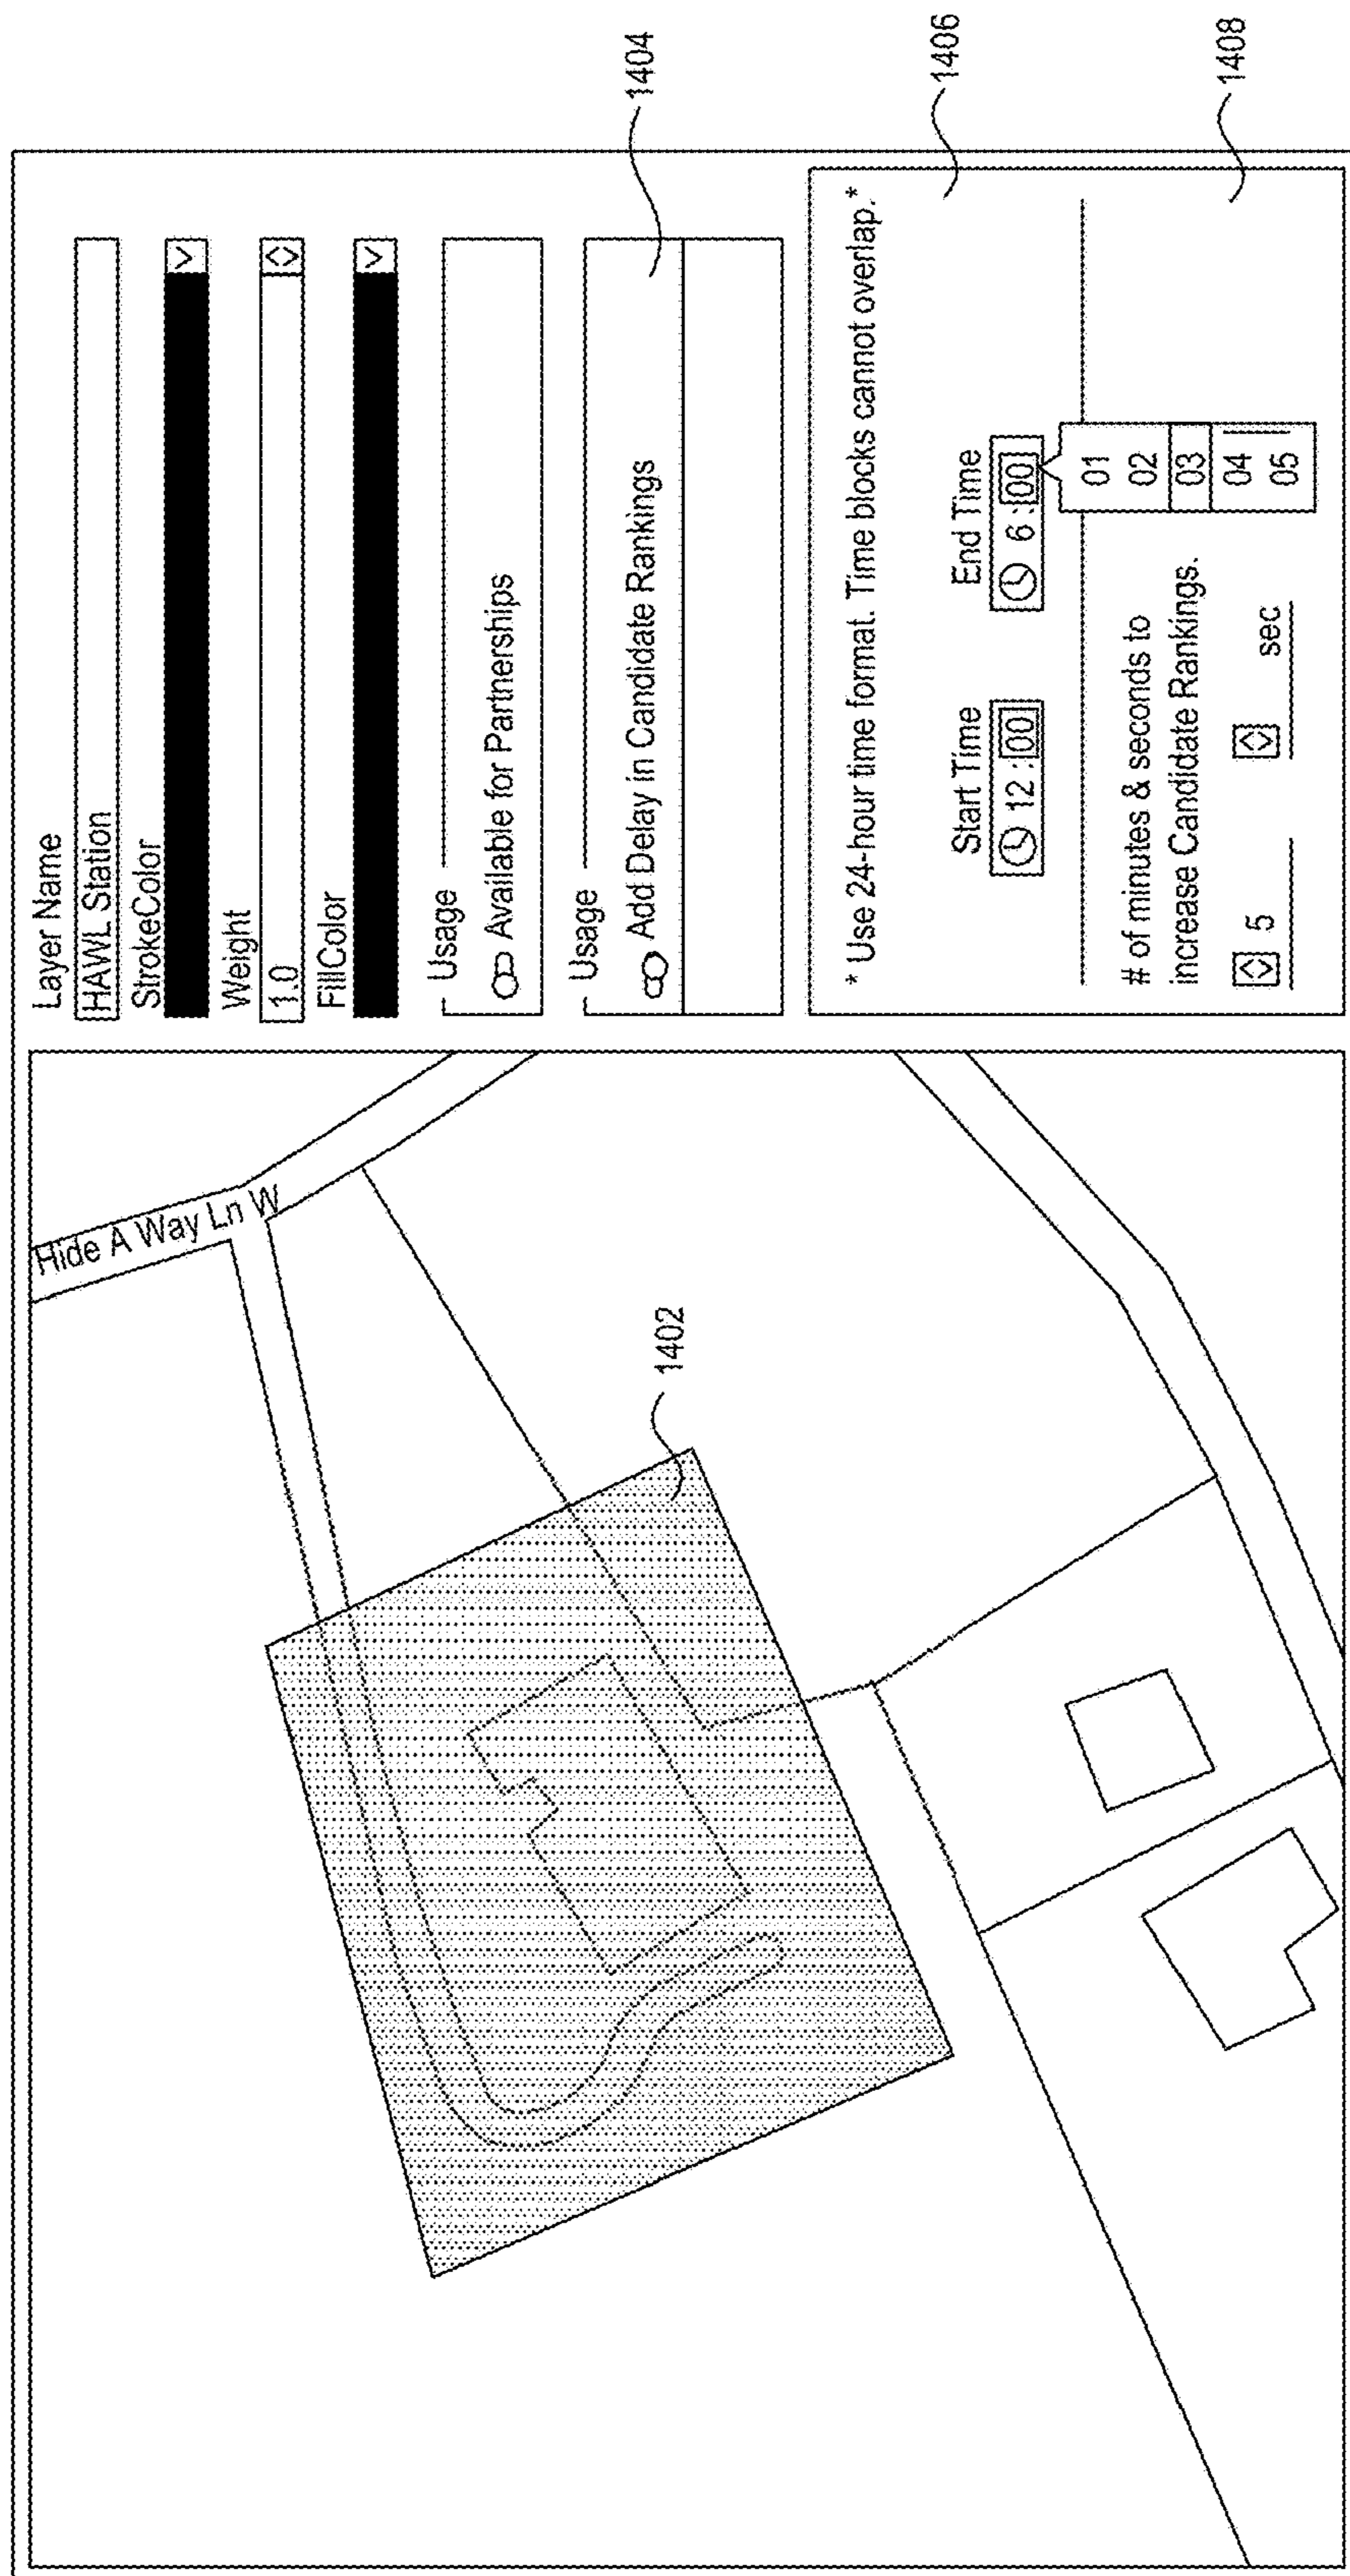 Layer Name
HAWL Station
StrokeColor
Weight
1.0
FillColor
Usage
Available for Partnerships
Usage
Add Delay in Candidate Rankings
1404
* Use 24-hour time format. Time blocks cannot overlap.*
1406
Start Time End Time
12 :00 6 :00
01
02
03
04
05
# of minutes & seconds to
increase Candidate Rankings.
5 sec
1408
Hide A Way Ln W
1402